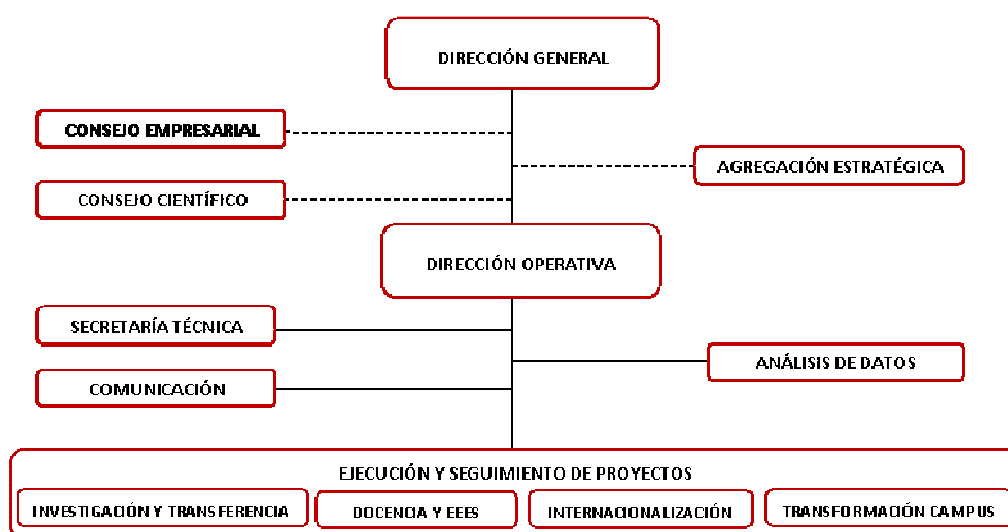 DIRECCIÓN GENERAL
CONSEJO EMPRESARIAL
AGREGACIÓN ESTRATÉGICA
CONSEJO CIENTÍFICO
DIRECCIÓN OPERATIVA
SECRETARÍA TÉCNICA
ANÁLISIS DE DATOS
COMUNICACIÓN
EJECUCIÓN Y SEGUIMIENTO DE PROYECTOS
INVESTIGACIÓN Y TRANSFERENCIA
DOCENCIA Y EEES
INTERNACIONALIZACIÓN
TRANSFORMACIÓN CAMPUS